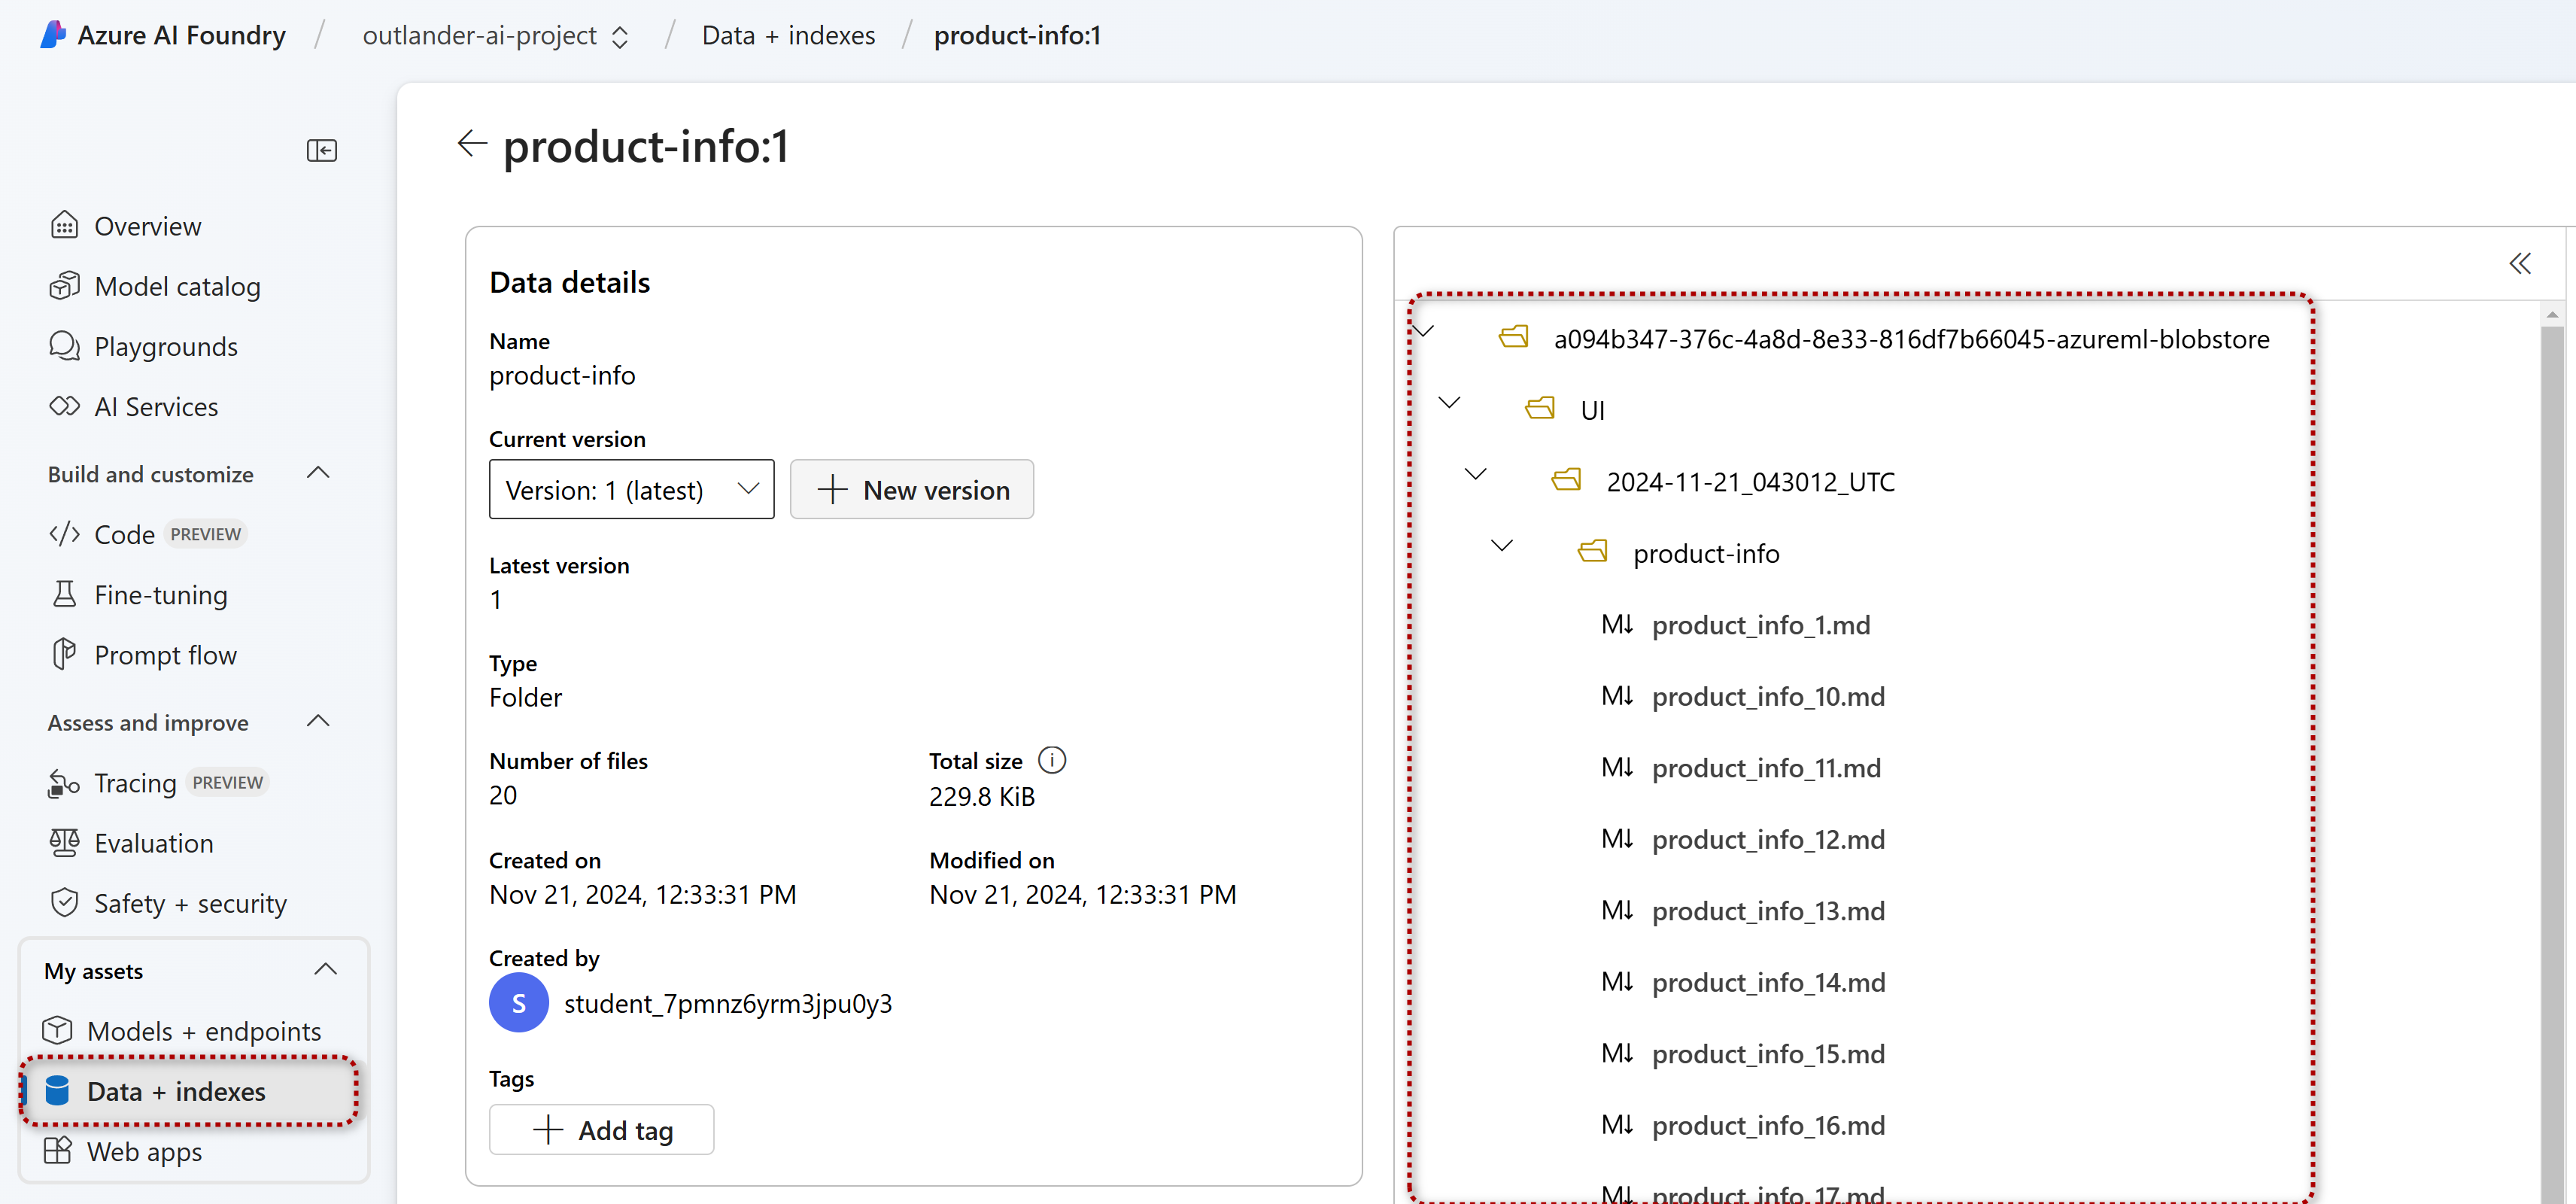 Azure AI Foundry / outlander-ai-project / Data + indexes / product-info:1
product-info:1
Overview
Model catalog
Playgrounds
AI Services
Build and customize
Code PREVIEW
Fine-tuning
Prompt flow
Assess and improve
Tracing PREVIEW
Evaluation
Safety + security
My assets
Models + endpoints
Data + indexes
Web apps
Data details
Name
product-info
Current version
Version: 1 (latest)
New version
Latest version
1
Type
Folder
Number of files
20
Total size
229.8 KiB
Created on
Nov 21, 2024, 12:33:31 PM
Modified on
Nov 21, 2024, 12:33:31 PM
Created by
S student_7pmnz6yrm3jpu0y3
Tags
Add tag
a094b347-376c-4a8d-8e33-816df7b66045-azureml-blobstore
UI
2024-11-21_043012_UTC
product-info
M↓ product_info_1.md
M↓ product_info_10.md
M↓ product_info_11.md
M↓ product_info_12.md
M↓ product_info_13.md
M↓ product_info_14.md
M↓ product_info_15.md
M↓ product_info_16.md
M↓ product_info_17.md